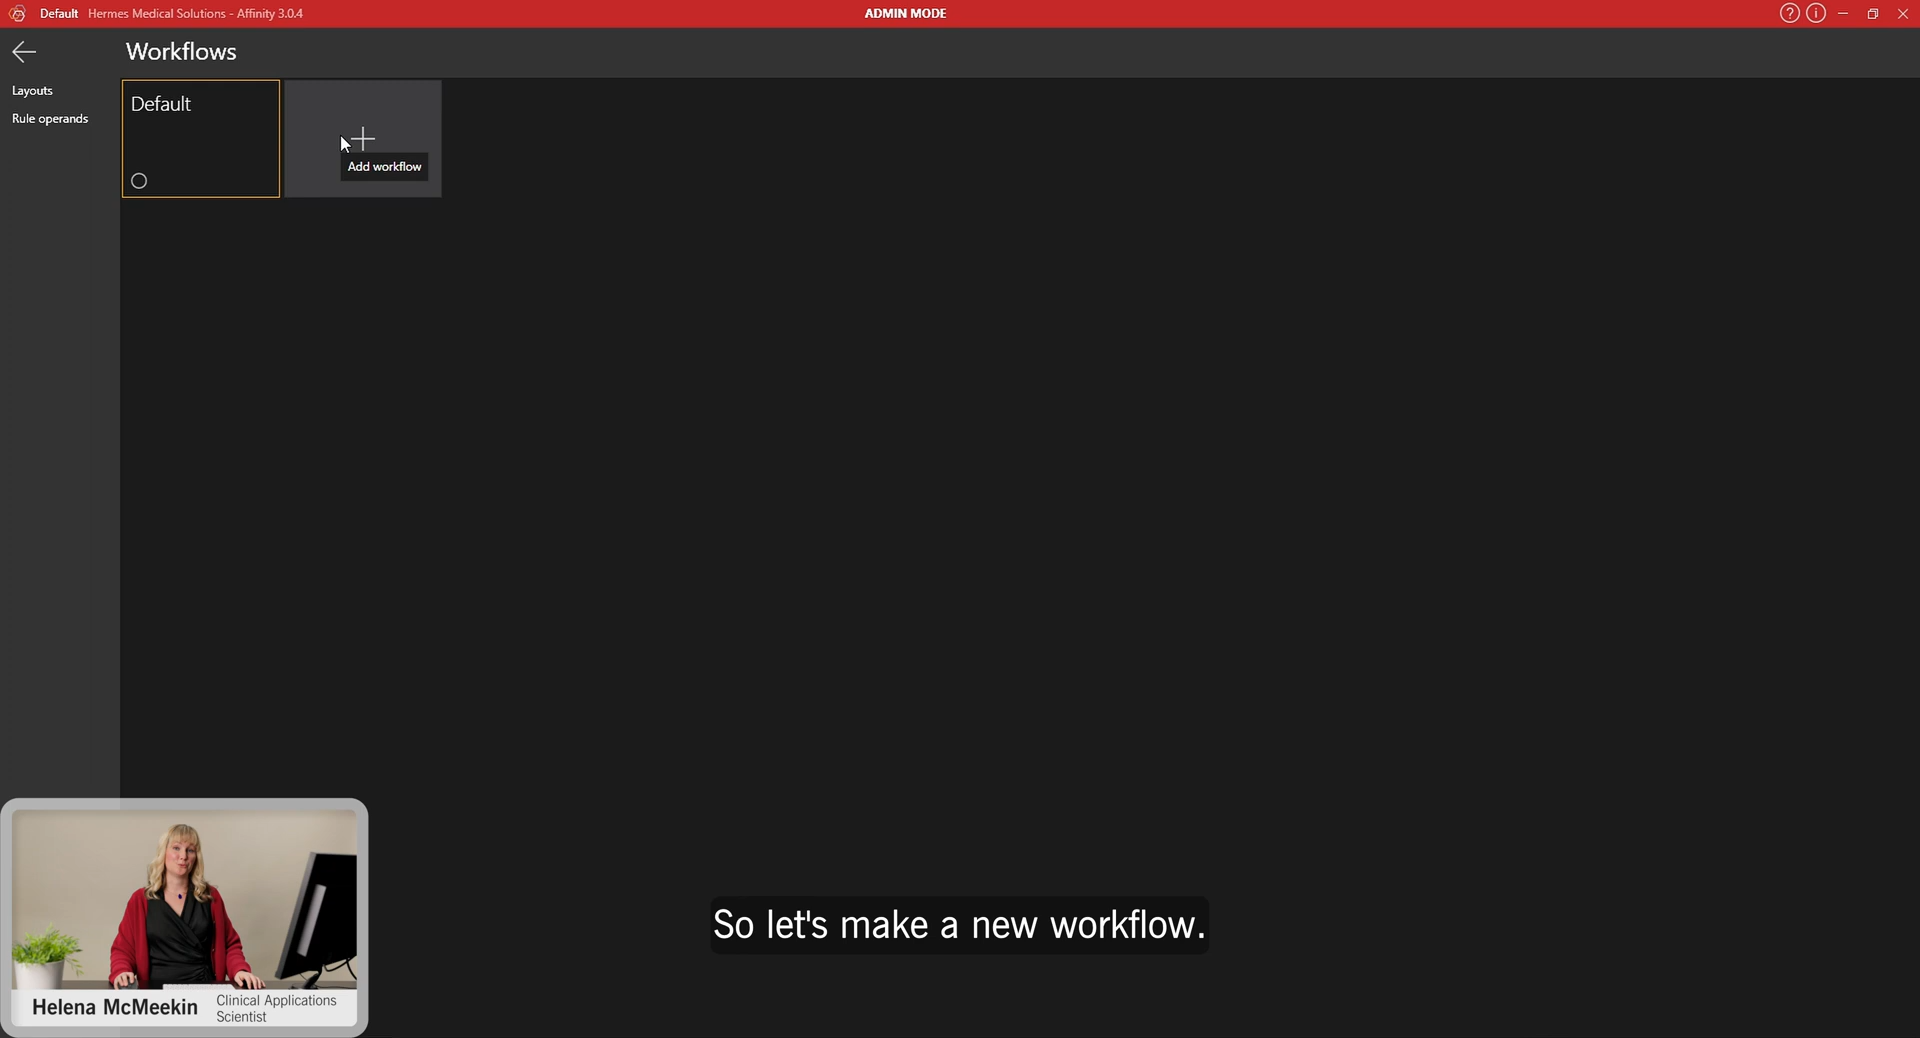 Default Hermes Medical Solutions - Affinity 3.0.4
ADMIN MODE
Workflows
Layouts
Rule operands
Default
Add workflow
So let's make a new workflow.
Helena McMeekin
Clinical Applications
Scientist